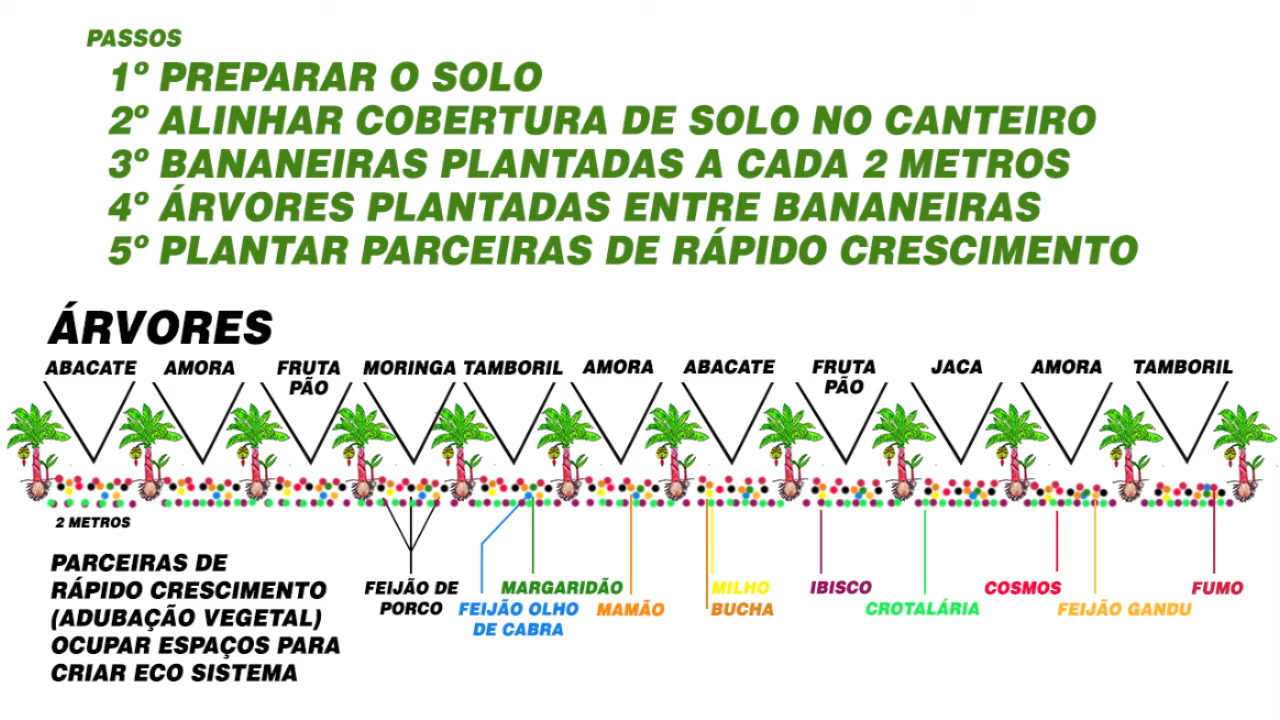 PASSOS
1º PREPARAR O SOLO
2º ALINHAR COBERTURA DE SOLO NO CANTEIRO
3º BANANEIRAS PLANTADAS A CADA 2 METROS
4º ÁRVORES PLANTADAS ENTRE BANANEIRAS
5º PLANTAR PARCEIRAS DE RÁPIDO CRESCIMENTO
ÁRVORES
ABACATE
AMORA
FRUTA
PÃO
MORINGA
TAMBORIL
AMORA
ABACATE
FRUTA
PÃO
JACA
AMORA
TAMBORIL
2 METROS
PARCEIRAS DE
RÁPIDO CRESCIMENTO
(ADUBAÇÃO VEGETAL)
OCUPAR ESPAÇOS PARA
CRIAR ECO SISTEMA
FEIJÃO DE
PORCO
FEIJÃO OLHO
DE CABRA
MARGARIDÃO
MAMÃO
MILHO
BUCHA
IBISCO
CROTALÁRIA
COSMOS
FEIJÃO GANDU
FUMO